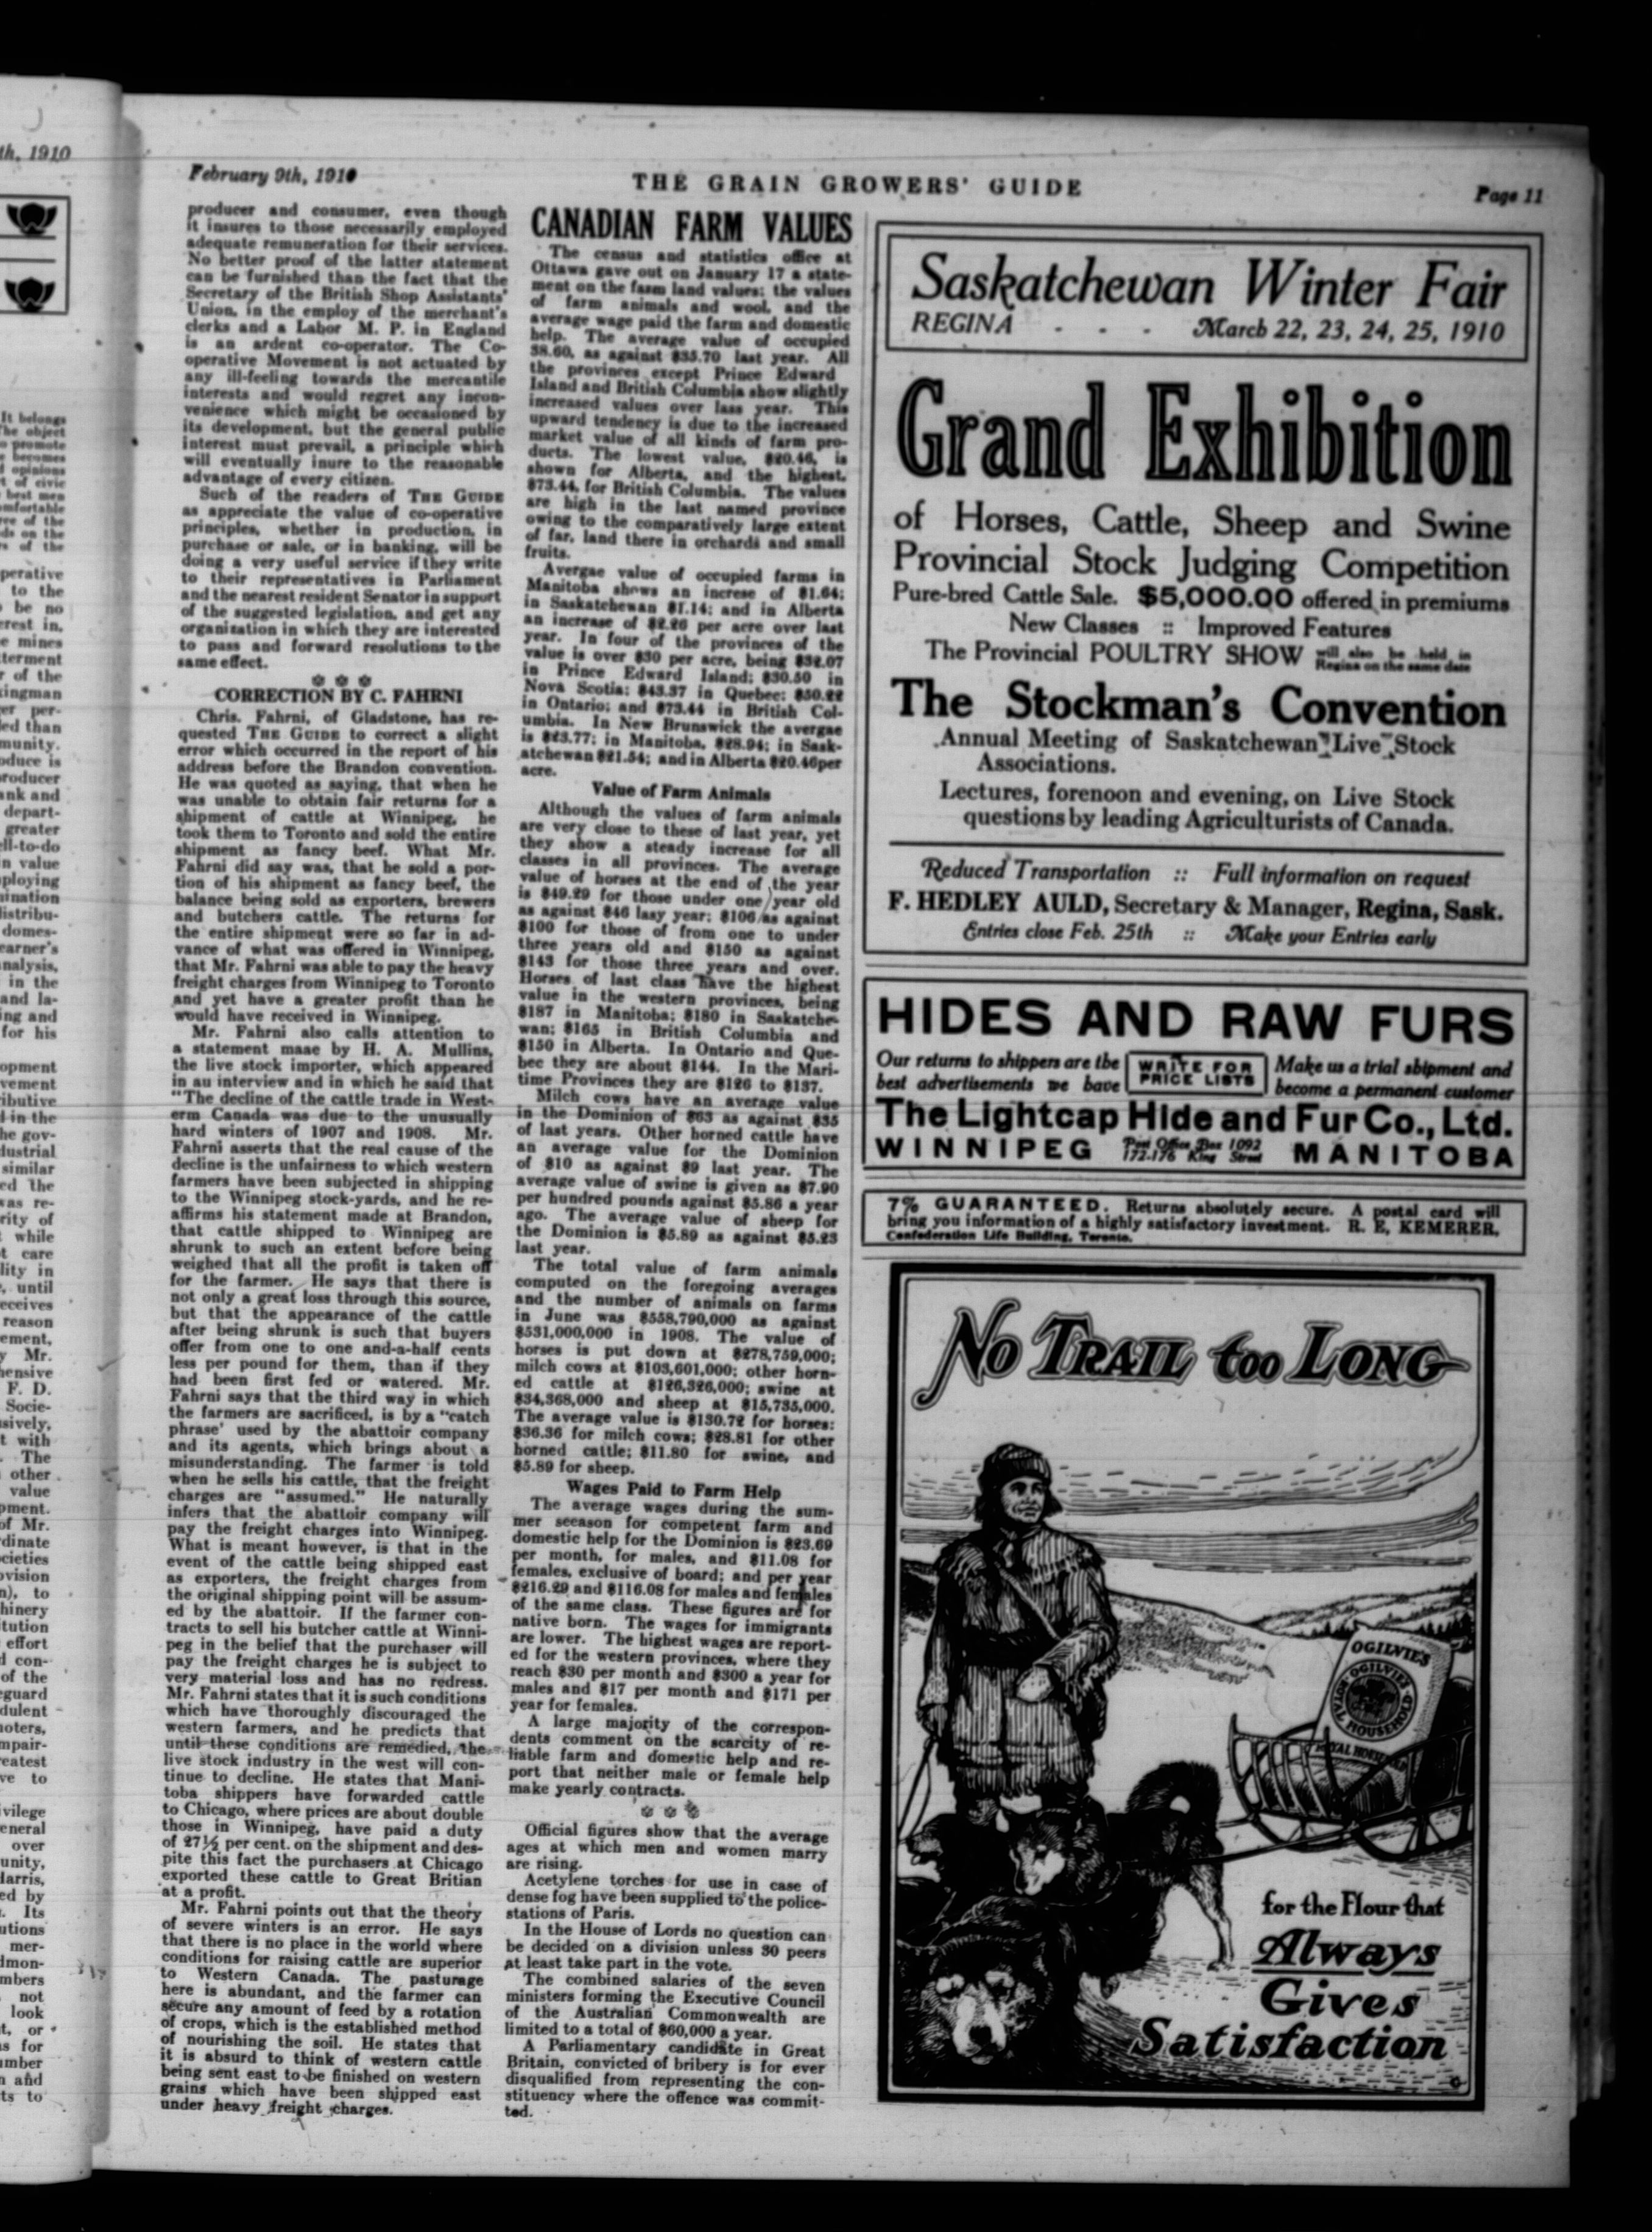 th, 1910
February 9th, 1910
THE GRAIN GROWERS' GUIDE
Page 11
producer and consumer, even though
it insures to those necessarily employed
adequate remuneration for their services.
No better proof of the latter statement
can be furnished than the fact that the
Secretary of the British Shop Assistants'
Union, in the employ of the merchant's
clerks and a Labor M. P. in England
is an ardent co-operator. The Co-
operative Movement is not actuated by
any ill-feeling towards the mercantile
interests and would regret any incon-
venience which might be occasioned by
its development, but the general public
interest must prevail, a principle which
will eventually inure to the reasonable
advantage of every citizen.
Such of the readers of THE GUIDE
as appreciate the value of co-operative
principles, whether in production, in
purchase or sale, or in banking, will be
doing a very useful service if they write
to their representatives in Parliament
and the nearest resident Senator in support
of the suggested legislation, and get any
organization in which they are interested
to pass and forward resolutions to the
same effect.
CORRECTION BY C. FAHRNI
Chris. Fahrni, of Gladstone, has re-
quested THE GUIDE to correct a slight
error which occurred in the report of his
address before the Brandon convention.
He was quoted as saying, that when he
was unable to obtain fair returns for a
shipment of cattle at Winnipeg, he
took them to Toronto and sold the entire
shipment as fancy beef. What Mr.
Fahrni did say was, that he sold a por-
tion of his shipment as fancy beef, the
balance being sold as exporters, brewers
and butchers cattle. The returns for
the entire shipment were so far in ad-
vance of what was offered in Winnipeg,
that Mr. Fahrni was able to pay the heavy
freight charges from Winnipeg to Toronto
and yet have a greater profit than he
would have received in Winnipeg.
Mr. Fahrni also calls attention to
a statement maae by H. A. Mullins,
the live stock importer, which appeared
in au interview and in which he said that
"The decline of the cattle trade in West-
erm Canada was due to the unusually
hard winters of 1907 and 1908. Mr.
Fahrni asserts that the real cause of the
decline is the unfairness to which western
farmers have been subjected in shipping
to the Winnipeg stock-yards, and he re-
affirms his statement made at Brandon,
that cattle shipped to Winnipeg are
shrunk to such an extent before being
weighed that all the profit is taken off
for the farmer. He says that there is
not only a great loss through this source,
but that the appearance of the cattle
after being shrunk is such that buyers
offer from one to one and-a-half cents
less per pound for them, than if they
had been first fed or watered. Mr.
Fahrni says that the third way in which
the farmers are sacrificed, is by a "catch
phrase' used by the abattoir company
and its agents, which brings about a
misunderstanding. The farmer is told
when he sells his cattle, that the freight
charges are "assumed." He naturally
infers that the abattoir company will
pay the freight charges into Winnipeg.
What is meant however, is that in the
event of the cattle being shipped east
as exporters, the freight charges from
the original shipping point will be assum-
ed by the abattoir. If the farmer con-
tracts to sell his butcher cattle at Winni-
peg in the belief that the purchaser will
pay the freight charges he is subject to
very material loss and has no redress.
Mr. Fahrni states that it is such conditions
which have thoroughly discouraged the
western farmers, and he predicts that
until these conditions are remedied, the
live stock industry in the west will con-
tinue to decline. He states that Mani-
toba shippers have forwarded cattle
to Chicago, where prices are about double
those in Winnipeg, have paid a duty
of 27½ per cent. on the shipment and des-
pite this fact the purchasers at Chicago
exported these cattle to Great Britian
at a profit.
Mr. Fahrni points out that the theory
of severe winters is an error. He says
that there is no place in the world where
conditions for raising cattle are superior
to Western Canada. The pasturage
here is abundant, and the farmer can
secure any amount of feed by a rotation
of crops, which is the established method
of nourishing the soil. He states that
it is absurd to think of western cattle
being sent east to be finished on western
grains which have been shipped east
under heavy freight charges.
CANADIAN FARM VALUES
The census and statistics office at
Ottawa gave out on January 17 a state-
ment on the fasm land values; the values
of farm animals and wool, and the
average wage paid the farm and domestic
help. The average value of occupied
38.60, as against $35.70 last year. All
the provinces except Prince Edward
Island and British Columbia show slightly
increased values over lass year. This
upward tendency is due to the increased
market value of all kinds of farm pro-
ducts. The lowest value, $20.46, is
shown for Alberta, and the highest,
$73.44, for British Columbia. The values
are high in the last named province
owing to the comparatively large extent
of far, land there in orchards and small
fruits.
Avergae value of occupied farms in
Manitoba shows an increse of $1.64;
in Saskatchewan $1.14; and in Alberta
an increase of $2.26 per acre over last
year. In four of the provinces of the
value is over $30 per acre, being $32.07
in Prince Edward Island; $30.50 in
Nova Scotia; $43.37 in Quebec; $50.22
in Ontario; and $73.44 in British Col-
umbia. In New Brunswick the avergae
is $23.77; in Manitoba, $28.94; in Sask-
atchewan $21.54; and in Alberta $20.46per
acre.
Value of Farm Animals
Although the values of farm animals
are very close to these of last year, yet
they show a steady increase for all
classes in all provinces. The average
value of horses at the end of the year
is $49.29 for those under one year old
as against $46 lasy year; $106 as against
$100 for those of from one to under
three years old and $150 as against
$143 for those three years and over.
Horses of last class have the highest
value in the western provinces, being
$187 in Manitoba; $180 in Saskatche-
wan; $165 in British Columbia and
$150 in Alberta. In Ontario and Que-
bec they are about $144. In the Mari-
time Provinces they are $126 to $137.
Milch cows have an average value
in the Dominion of $63 as against $35
of last years. Other horned cattle have
an average value for the Dominion
of $10 as against $9 last year. The
average value of swine is given as $7.90
per hundred pounds against $5.86 a year
ago. The average value of sherp for
the Dominion is $5.89 as against $5.23
last year.
The total value of farm animals
computed on the foregoing averages
and the number of animals on farms
in June was $558,790,000 as against
$531,000,000 in 1908. The value of
horses is put down at $278,759,000;
milch cows at $103,601,000; other horn-
ed cattle at $126,326,000; swine at
$34,368,000 and sheep at $15,735,000.
The average value is $130.72 for horses:
$36.36 for milch cows; $28.81 for other
horned cattle; $11.80 for swine, and
$5.89 for sheep.
Wages Paid to Farm Help
The average wages during the sum-
mer seeason for competent farm and
domestic help for the Dominion is $23.69
per month, for males, and $11.08 for
females, exclusive of board; and per year
$216.29 and $116.08 for males and females
of the same class. These figures are for
native born. The wages for immigrants
are lower. The highest wages are report-
ed for the western provinces, where they
reach $30 per month and $300 a year for
males and $17 per month and $171 per
year for females.
A large majority of the correspon-
dents comment on the scarcity of re-
liable farm and domestic help and re-
port that neither male or female help
make yearly contracts.
Official figures show that the average
ages at which men and women marry
are rising.
Acetylene torches for use in case of
dense fog have been supplied to the police-
stations of Paris.
In the House of Lords no question can
be decided on a division unless 30 peers
at least take part in the vote.
The combined salaries of the seven
ministers forming the Executive Council
of the Australian Commonwealth are
limited to a total of $60,000 a year.
A Parliamentary candidate in Great
Britain, convicted of bribery is for ever
disqualified from representing the con-
stituency where the offence was commit-
ted.
Saskatchewan Winter Fair
REGINA - - - March 22, 23, 24, 25, 1910
Grand Exhibition
of Horses, Cattle, Sheep and Swine
Provincial Stock Judging Competition
Pure-bred Cattle Sale. $5,000.00 offered in premiums
New Classes :: Improved Features
The Provincial POULTRY SHOW will also be held in
Regina on the same date
The Stockman's Convention
Annual Meeting of Saskatchewan Live Stock
Associations.
Lectures, forenoon and evening, on Live Stock
questions by leading Agriculturists of Canada.
Reduced Transportation :: Full information on request
F. HEDLEY AULD, Secretary & Manager, Regina, Sask.
Entries close Feb. 25th :: Make your Entries early
HIDES AND RAW FURS
Our returns to shippers are the
best advertisements we have
WRITE FOR
PRICE LISTS
Make us a trial shipment and
become a permanent customer
The Lightcap Hide and Fur Co., Ltd.
WINNIPEG Post Office Box 1092
172-176 King Street MANITOBA
7% GUARANTEED. Returns absolutely secure. A postal card will
bring you information of a highly satisfactory investment. R. E. KEMERER,
Confederation Life Building, Toronto.
No TRAIL too LONG
OGILVIE'S
OGILVIE'S
ROYAL HOUSEHOLD
for the Flour that
Always
Gives
Satisfaction